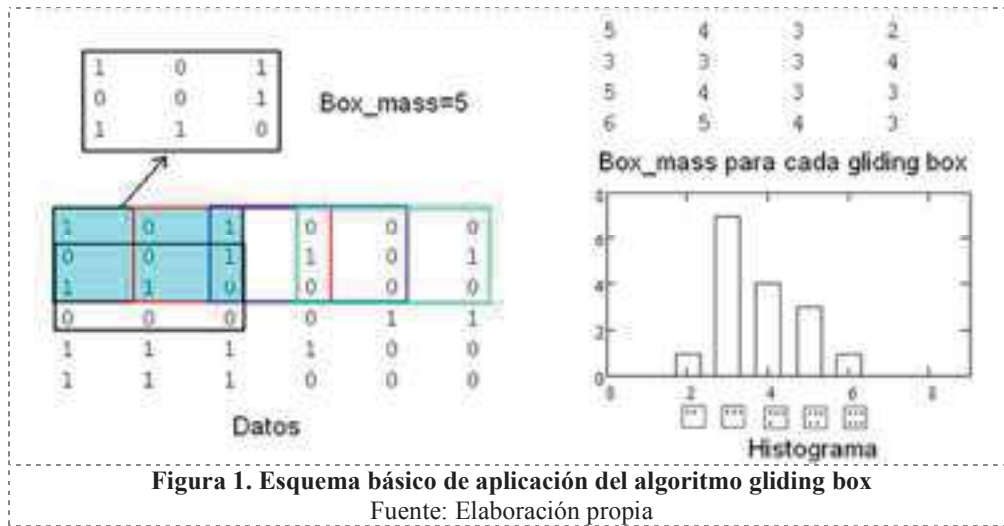 1 0 1
0 0 1
1 1 0
Box_mass=5
1 0 1 0 0 0
0 0 1 1 0 1
1 1 0 0 0 0
0 0 0 0 1 1
1 1 1 1 0 0
1 1 1 0 0 0
Datos
5 4 3 2
3 3 3 4
5 4 3 3
6 5 4 3
Box_mass para cada gliding box
8
6
4
2
0
0 2 4 6 8
Histograma
Figura 1. Esquema básico de aplicación del algoritmo gliding box
Fuente: Elaboración propia